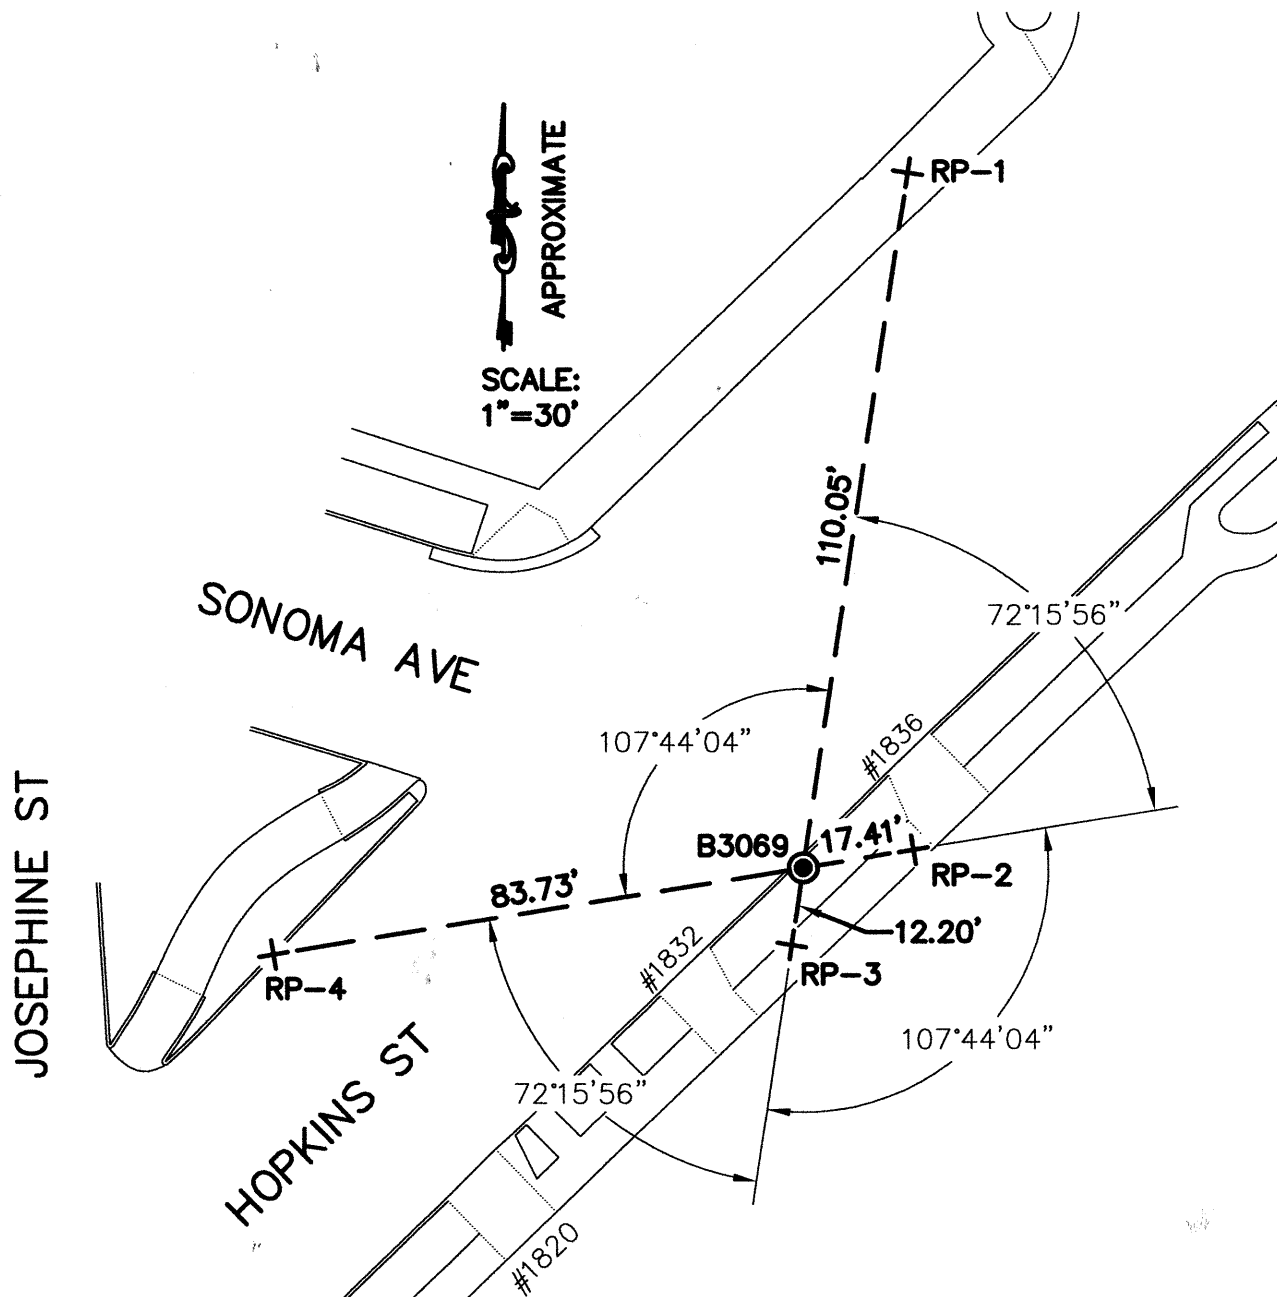 RP-1
APPROXIMATE
SCALE:
1"=30'
110.05'
72°15'56"
SONOMA AVE
107°44'04"
#1836
B3069
17.41'
RP-2
83.73'
12.20'
RP-3
RP-4
#1832
JOSEPHINE ST
HOPKINS ST
107°44'04"
72°15'56"
#1820